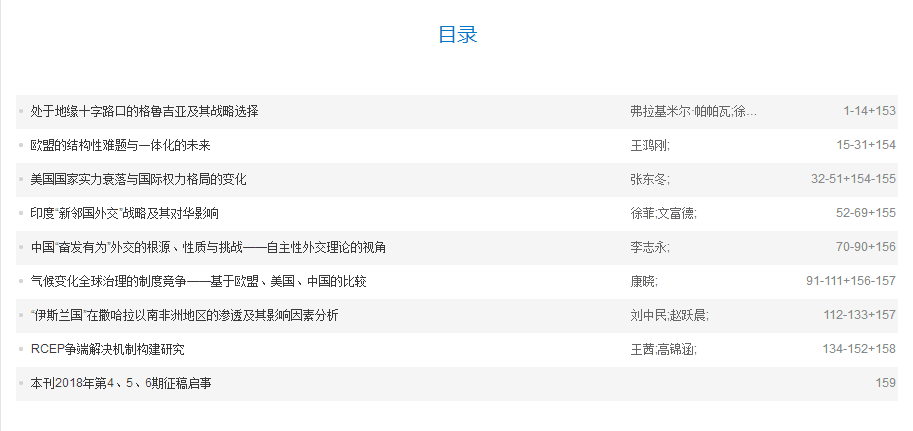 目录
处于地缘十字路口的格鲁吉亚及其战略选择 弗拉基米尔·帕帕瓦;徐... 1-14+153
欧盟的结构性难题与一体化的未来 王鸿刚; 15-31+154
美国国家实力衰落与国际权力格局的变化 张东冬; 32-51+154-155
印度“新邻国外交”战略及其对华影响 徐菲;文富德; 52-69+155
中国“奋发有为”外交的根源、性质与挑战——自主性外交理论的视角 李志永; 70-90+156
气候变化全球治理的制度竞争——基于欧盟、美国、中国的比较 康晓; 91-111+156-157
“伊斯兰国”在撒哈拉以南非洲地区的渗透及其影响因素分析 刘中民;赵跃晨; 112-133+157
RCEP争端解决机制构建研究 王茜;高锦涵; 134-152+158
本刊2018年第4、5、6期征稿启事 159